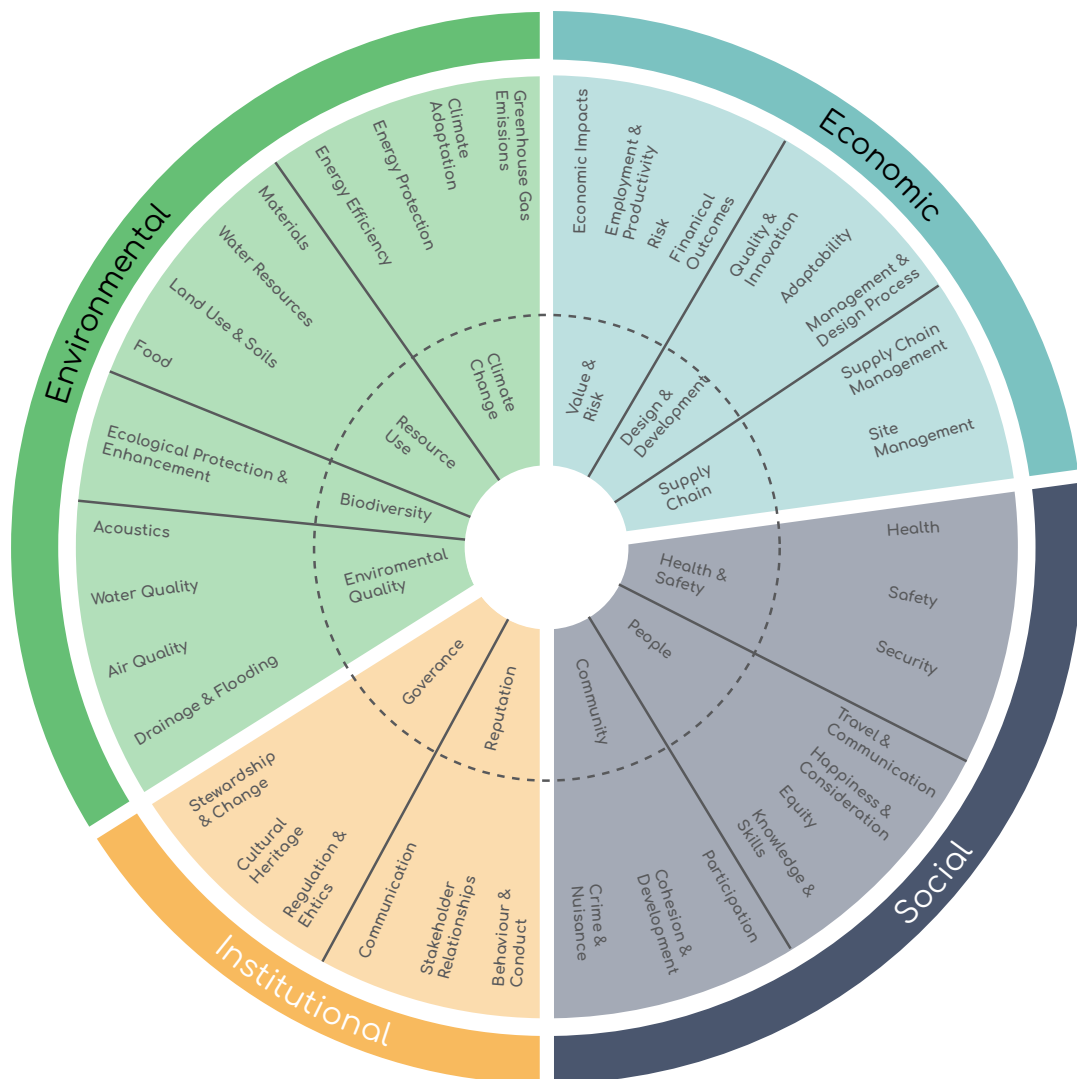 Environmental
Greenhouse Gas
Emissions
Climate
Adaptation
Energy Protection
Energy Efficiency
Climate
Change
Materials
Water Resources
Land Use & Soils
Food
Resource
Use
Ecological Protection &
Enhancement
Biodiversity
Acoustics
Water Quality
Air Quality
Drainage & Flooding
Enviromental
Quality
Economic
Economic Impacts
Employment &
Productivity
Risk
Finanical
Outcomes
Value &
Risk
Quality &
Innovation
Adaptability
Management &
Design Process
Design &
Development
Supply Chain
Management
Site
Management
Supply
Chain
Social
Health
Safety
Security
Health &
Safety
Travel &
Communication
Happiness &
Consideration
Equity
Knowledge &
Skills
People
Participation
Cohesion &
Development
Crime &
Nuisance
Community
Institutional
Behaviour &
Conduct
Stakeholder
Relationships
Communication
Reputation
Regulation &
Ehtics
Cultural
Heritage
Stewardship
& Change
Goverance